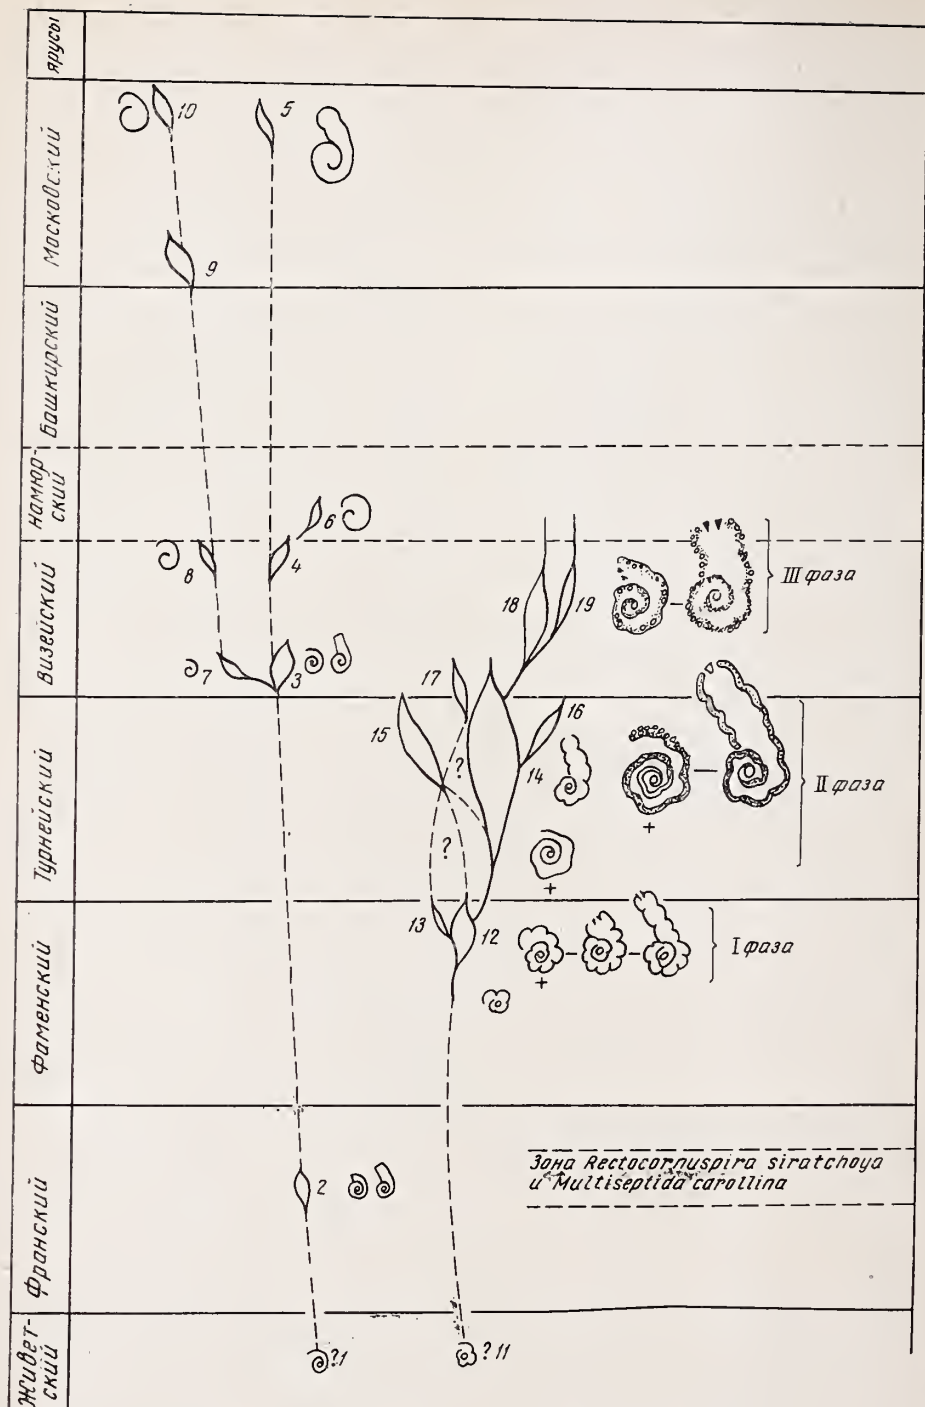 Ярусы
Московский
Башкирский
Намюр-
ский
Визейский
Турнейский
Фаменский
Франский
Живет-
ский
10
5
9
6
8
4
18
19
III фаза
7
3
17
15
16
14
?
II фаза
+
?
+
13
12
I фаза
+
2
Зона Rectocornuspira siratchoya
и Multiseptida carollina
?1
?11